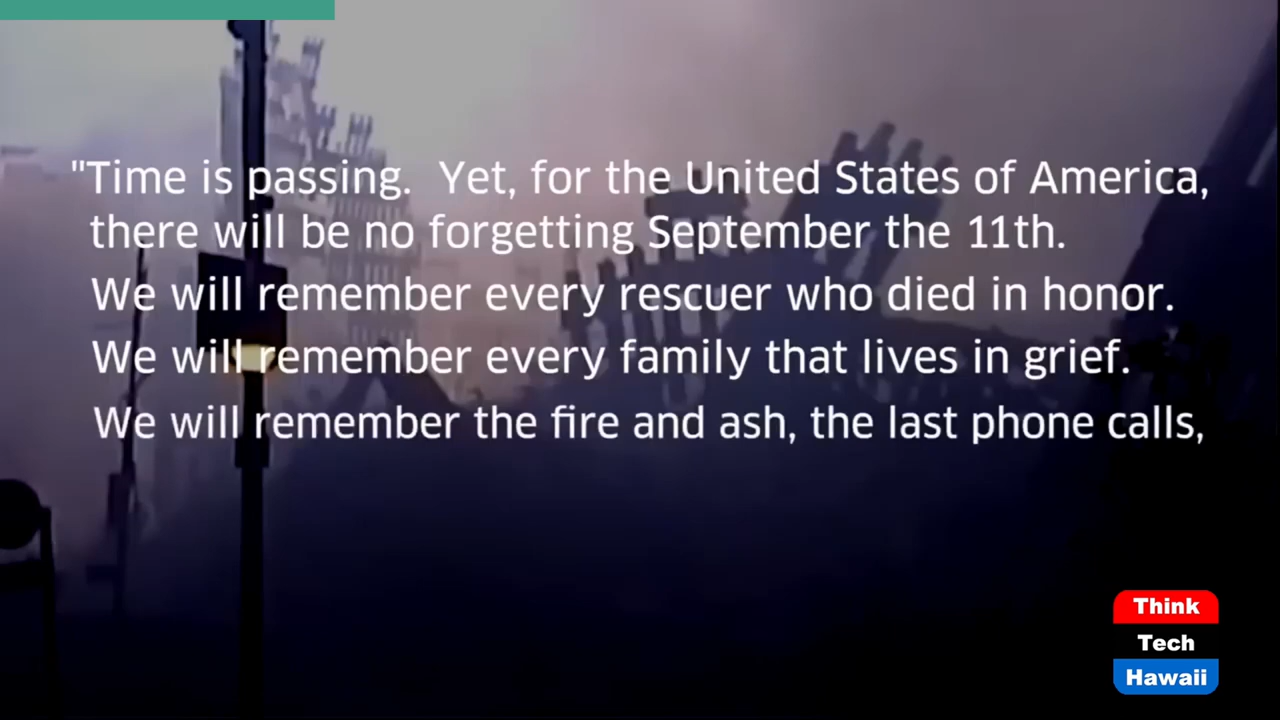 "Time is passing.  Yet, for the United States of America,
there will be no forgetting September the 11th.
We will remember every rescuer who died in honor.
We will remember every family that lives in grief.
We will remember the fire and ash, the last phone calls,
Think
Tech
Hawaii